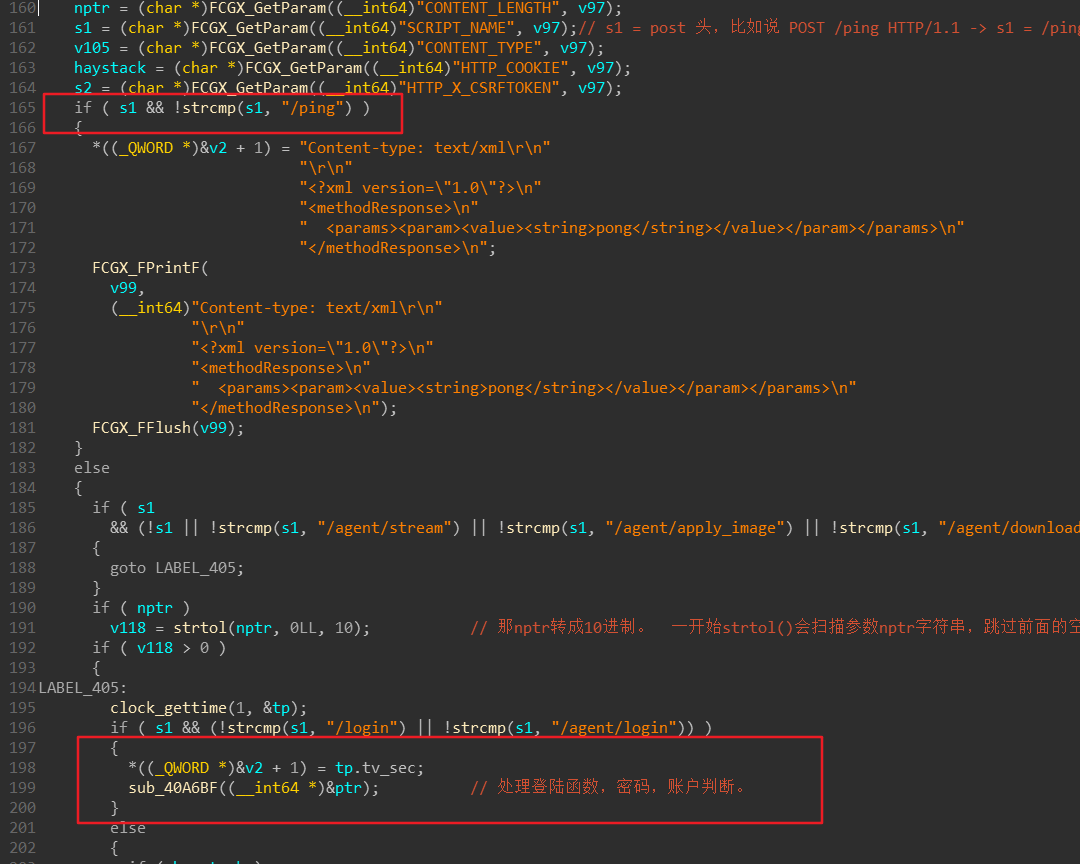 160 nptr = (char *)FCGX_GetParam((__int64)"CONTENT_LENGTH", v97);
161 s1 = (char *)FCGX_GetParam((__int64)"SCRIPT_NAME", v97);// s1 = post 头，比如说 POST /ping HTTP/1.1 -> s1 = /ping
162 v105 = (char *)FCGX_GetParam((__int64)"CONTENT_TYPE", v97);
163 haystack = (char *)FCGX_GetParam((__int64)"HTTP_COOKIE", v97);
164 s2 = (char *)FCGX_GetParam((__int64)"HTTP_X_CSRFTOKEN", v97);
165 if ( s1 && !strcmp(s1, "/ping") )
166 {
167 *((_QWORD *)&v2 + 1) = "Content-type: text/xml\r\n"
168 "\r\n"
169 "<?xml version=\"1.0\"?>\n"
170 "<methodResponse>\n"
171 "  <params><param><value><string>pong</string></value></param></params>\n"
172 "</methodResponse>\n";
173 FCGX_FPrintF(
174 v99,
175 (__int64)"Content-type: text/xml\r\n"
176 "\r\n"
177 "<?xml version=\"1.0\"?>\n"
178 "<methodResponse>\n"
179 "  <params><param><value><string>pong</string></value></param></params>\n"
180 "</methodResponse>\n");
181 FCGX_FFlush(v99);
182 }
183 else
184 {
185 if ( s1
186 && (!s1 || !strcmp(s1, "/agent/stream") || !strcmp(s1, "/agent/apply_image") || !strcmp(s1, "/agent/download
187 {
188 goto LABEL_405;
189 }
190 if ( nptr )
191 v118 = strtol(nptr, 0LL, 10); // 那nptr转成10进制。 一开始strtol()会扫描参数nptr字符串，跳过前面的空
192 if ( v118 > 0 )
193 {
194 LABEL_405:
195 clock_gettime(1, &tp);
196 if ( s1 && (!strcmp(s1, "/login") || !strcmp(s1, "/agent/login")) )
197 {
198 *((_QWORD *)&v2 + 1) = tp.tv_sec;
199 sub_40A6BF((__int64 *)&ptr); // 处理登陆函数，密码，账户判断。
200 }
201 else
202 {